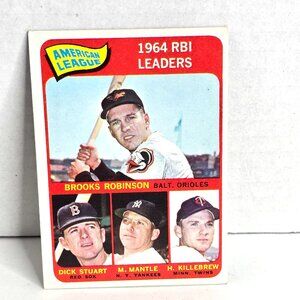 AMERICAN
LEAGUE
1964 RBI
LEADERS
BROOKS ROBINSON BALT. ORIOLES
DICK STUART M. MANTLE H. KILLEBREW
RED SOX N. Y. YANKEES MINN. TWINS